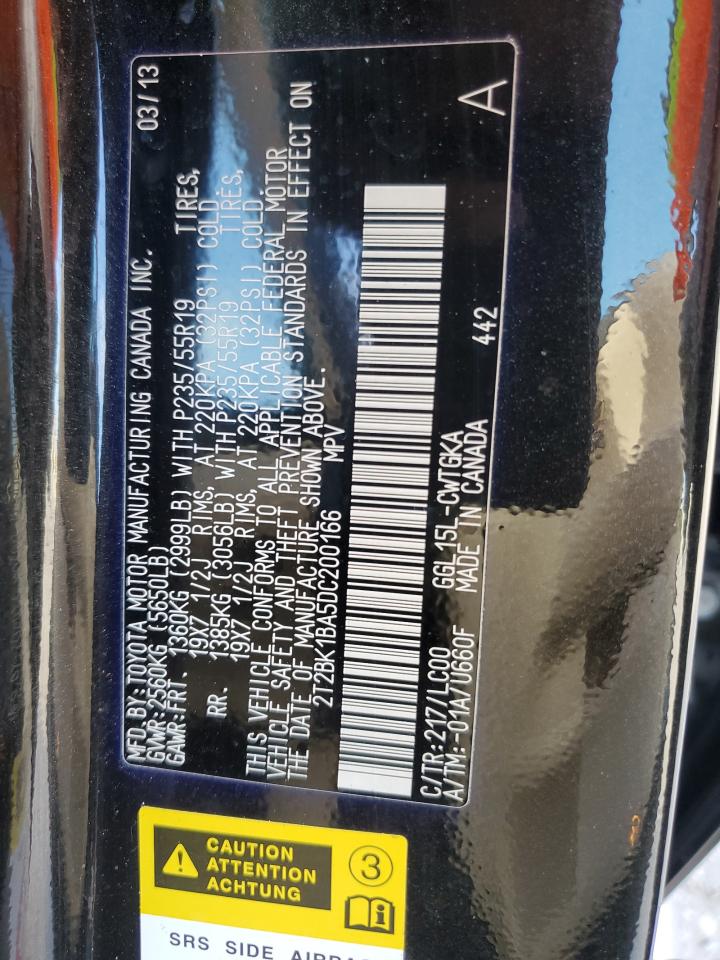 MFD.BY:TOYOTA MOTOR MANUFACTURING CANADA INC. 03/13
GVWR:2560KG (5650LB)
GAWR:FRT. 1360KG (2999LB) WITH P235/55R19 TIRES,
19X7 1/2J RIMS, AT 220KPA (32PSI) COLD.
RR. 1385KG (3056LB) WITH P235/55R19 TIRES,
19X7 1/2J RIMS, AT 220KPA (32PSI) COLD.
THIS VEHICLE CONFORMS TO ALL APPLICABLE FEDERAL MOTOR
VEHICLE SAFETY AND THEFT PREVENTION STANDARDS IN EFFECT ON
THE DATE OF MANUFACTURE SHOWN ABOVE.
2T2BK1BA5DC200166 MPV
C/TR:217/LC00 GGL15L-CWTGKA
A/TM:-01A/U660F MADE IN CANADA 442 A
CAUTION
ATTENTION
ACHTUNG
3
SRS SIDE